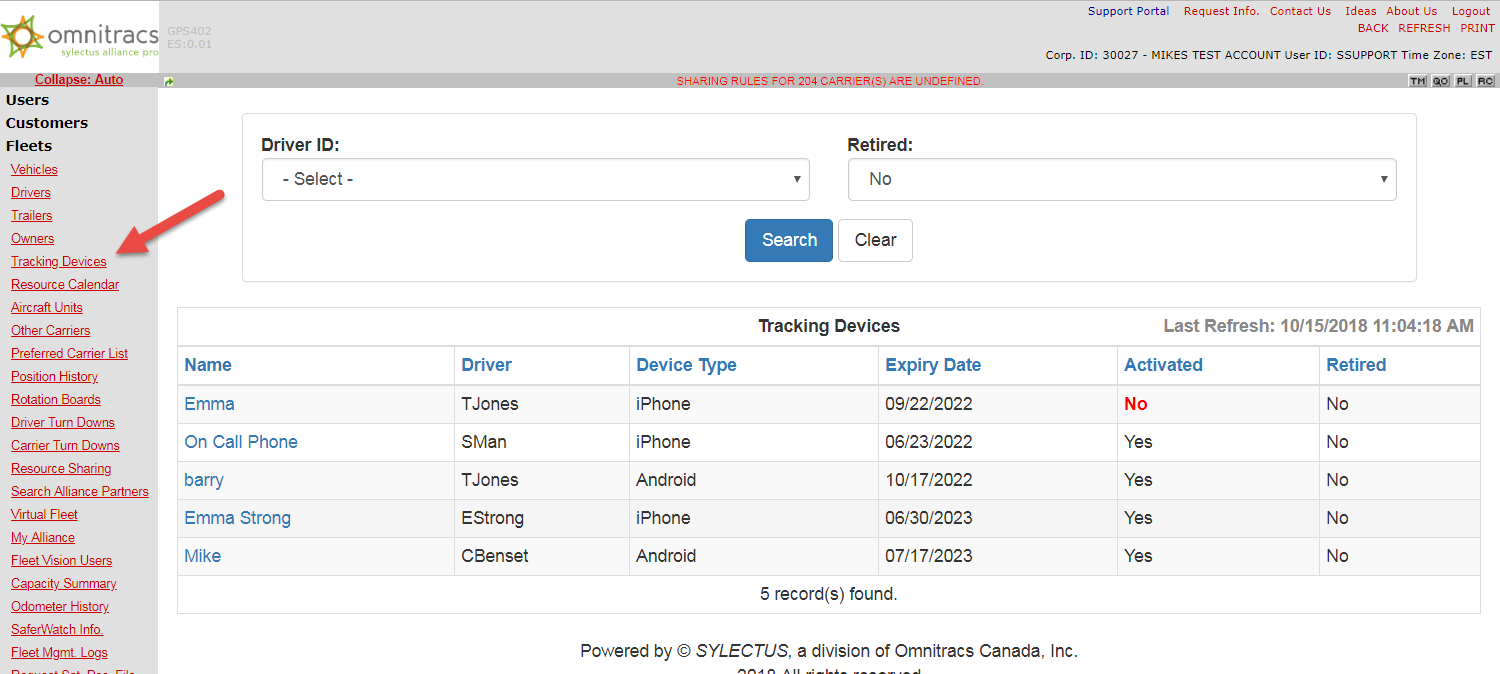 omnitracs
sylectus alliance pro
GPS402
ES:0.01
Support Portal Request Info. Contact Us Ideas About Us Logout
BACK REFRESH PRINT
Corp. ID: 30027 - MIKES TEST ACCOUNT User ID: SSUPPORT Time Zone: EST
Collapse: Auto
SHARING RULES FOR 204 CARRIER(S) ARE UNDEFINED.
TM QO PL RC
Users
Customers
Fleets
Vehicles
Drivers
Trailers
Owners
Tracking Devices
Resource Calendar
Aircraft Units
Other Carriers
Preferred Carrier List
Position History
Rotation Boards
Driver Turn Downs
Carrier Turn Downs
Resource Sharing
Search Alliance Partners
Virtual Fleet
My Alliance
Fleet Vision Users
Capacity Summary
Odometer History
SaferWatch Info.
Fleet Mgmt. Logs
Driver ID: Retired:
- Select - No
Search Clear
Tracking Devices Last Refresh: 10/15/2018 11:04:18 AM
Name Driver Device Type Expiry Date Activated Retired
Emma TJones iPhone 09/22/2022 No No
On Call Phone SMan iPhone 06/23/2022 Yes No
barry TJones Android 10/17/2022 Yes No
Emma Strong EStrong iPhone 06/30/2023 Yes No
Mike CBenset Android 07/17/2023 Yes No
5 record(s) found.
Powered by © SYLECTUS, a division of Omnitracs Canada, Inc.
2018 All rights reserved